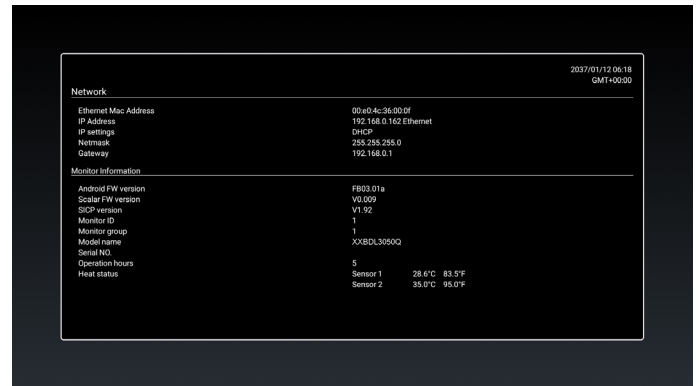 2037/01/12 06:18
GMT+00:00
Network
Ethernet Mac Address 00:e0:4c:36:00:0f
IP Address 192.168.0.162 Ethernet
IP settings DHCP
Netmask 255.255.255.0
Gateway 192.168.0.1
Monitor Information
Android FW version FB03.01a
Scalar FW version V0.009
SICP version V1.92
Monitor ID 1
Monitor group 1
Model name XXBDL3050Q
Serial NO.
Operation hours 5
Heat status Sensor 1 28.6°C 83.5°F
Sensor 2 35.0°C 95.0°F